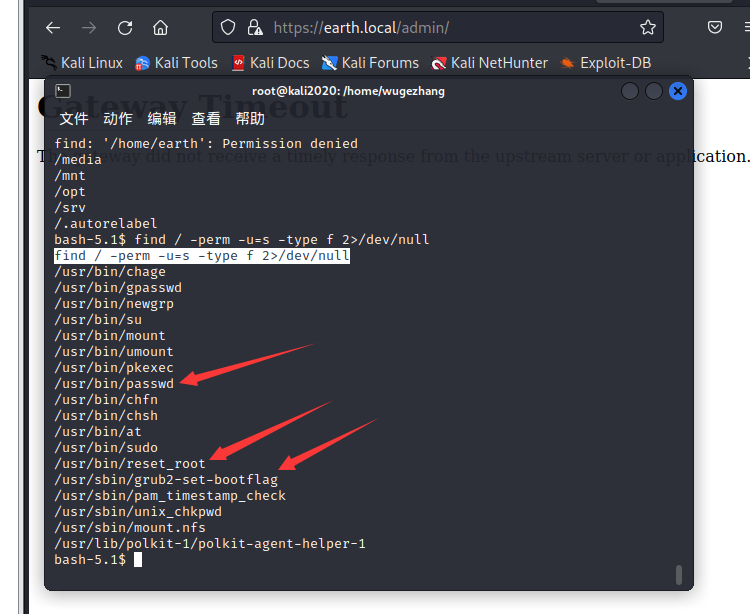 https://earth.local/admin/
Kali Linux Kali Tools Kali Docs Kali Forums Kali NetHunter Exploit-DB
root@kali2020: /home/wugezhang
Gateway Timeout
文件 动作 编辑 查看 帮助
find: '/home/earth': Permission denied
The gateway did not receive a timely response from the upstream server or application.
/media
/mnt
/opt
/srv
/.autorelabel
bash-5.1$ find / -perm -u=s -type f 2>/dev/null
find / -perm -u=s -type f 2>/dev/null
/usr/bin/chage
/usr/bin/gpasswd
/usr/bin/newgrp
/usr/bin/su
/usr/bin/mount
/usr/bin/umount
/usr/bin/pkexec
/usr/bin/passwd
/usr/bin/chfn
/usr/bin/chsh
/usr/bin/at
/usr/bin/sudo
/usr/bin/reset_root
/usr/sbin/grub2-set-bootflag
/usr/sbin/pam_timestamp_check
/usr/sbin/unix_chkpwd
/usr/sbin/mount.nfs
/usr/lib/polkit-1/polkit-agent-helper-1
bash-5.1$